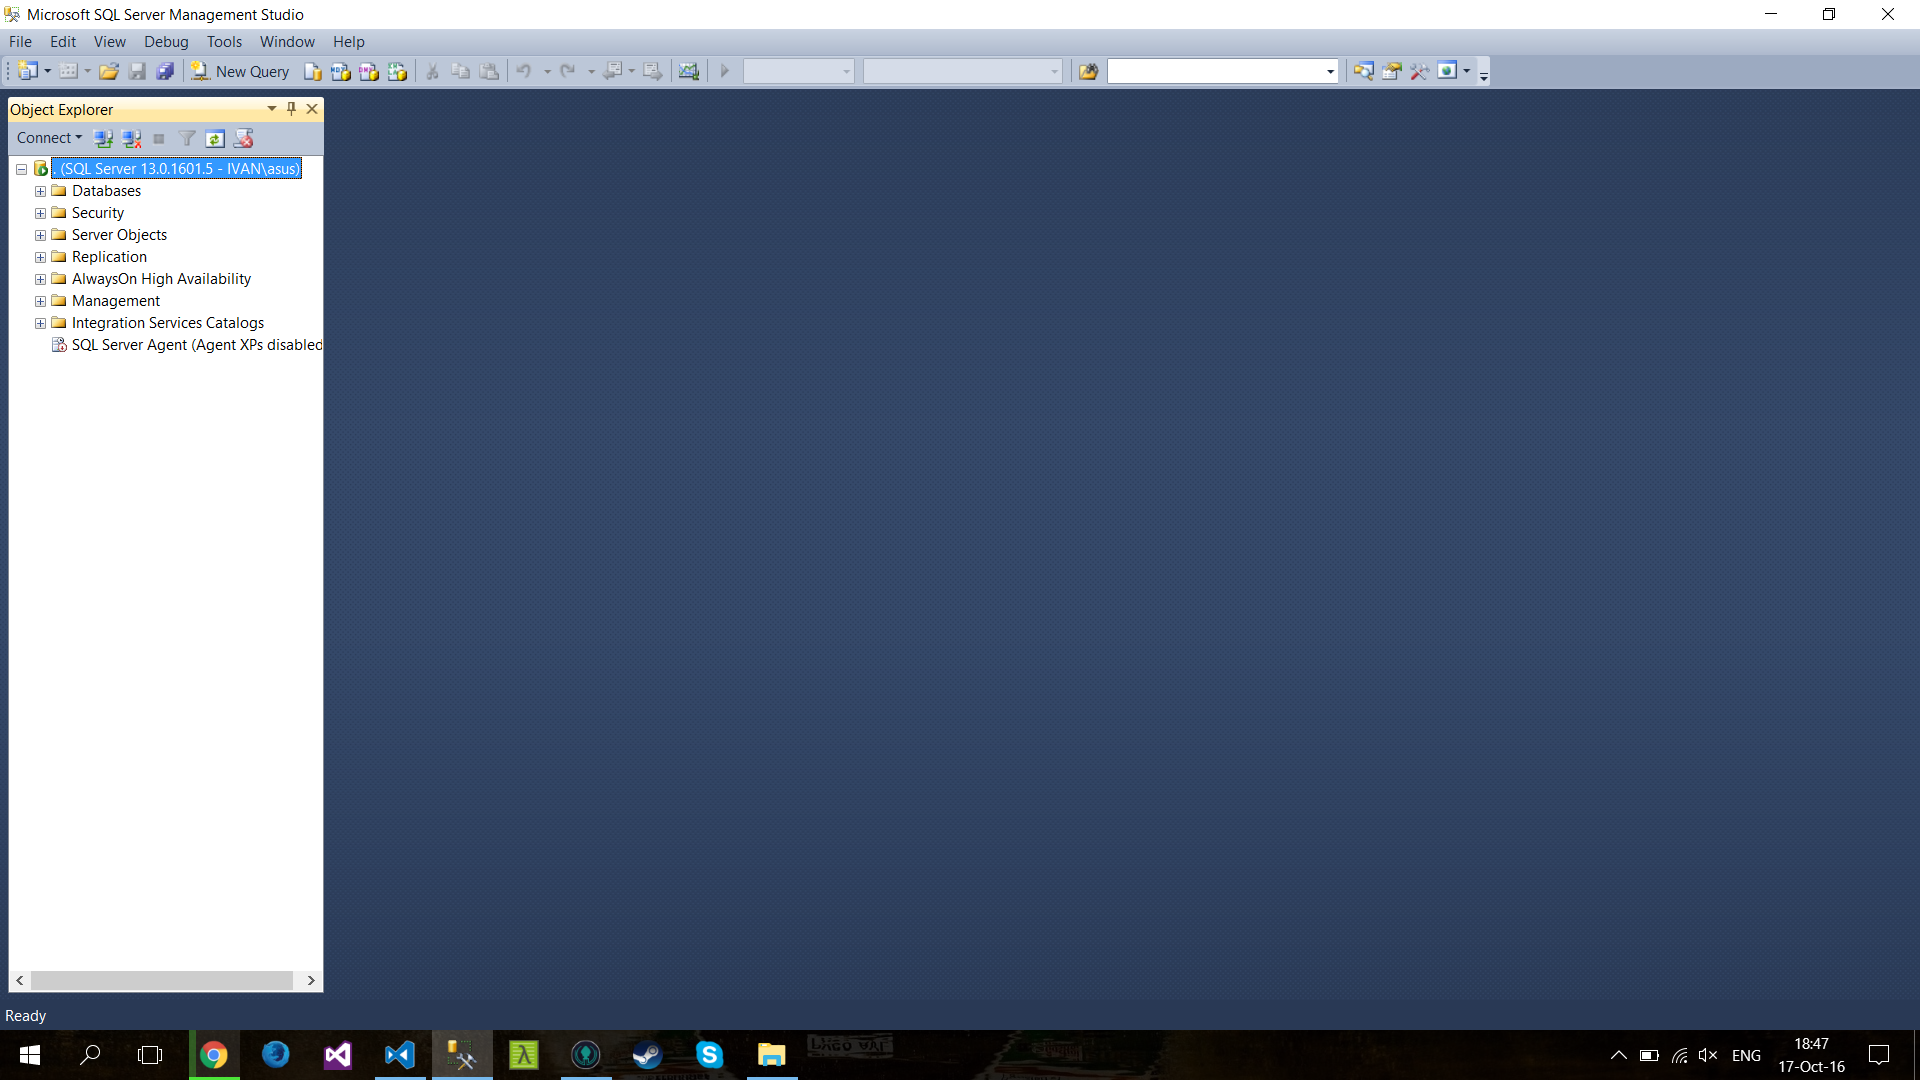 Microsoft SQL Server Management Studio
File Edit View Debug Tools Window Help
New Query
Object Explorer
Connect
. (SQL Server 13.0.1601.5 - IVAN\asus)
Databases
Security
Server Objects
Replication
AlwaysOn High Availability
Management
Integration Services Catalogs
SQL Server Agent (Agent XPs disabled
Ready
ENG
18:47
17-Oct-16